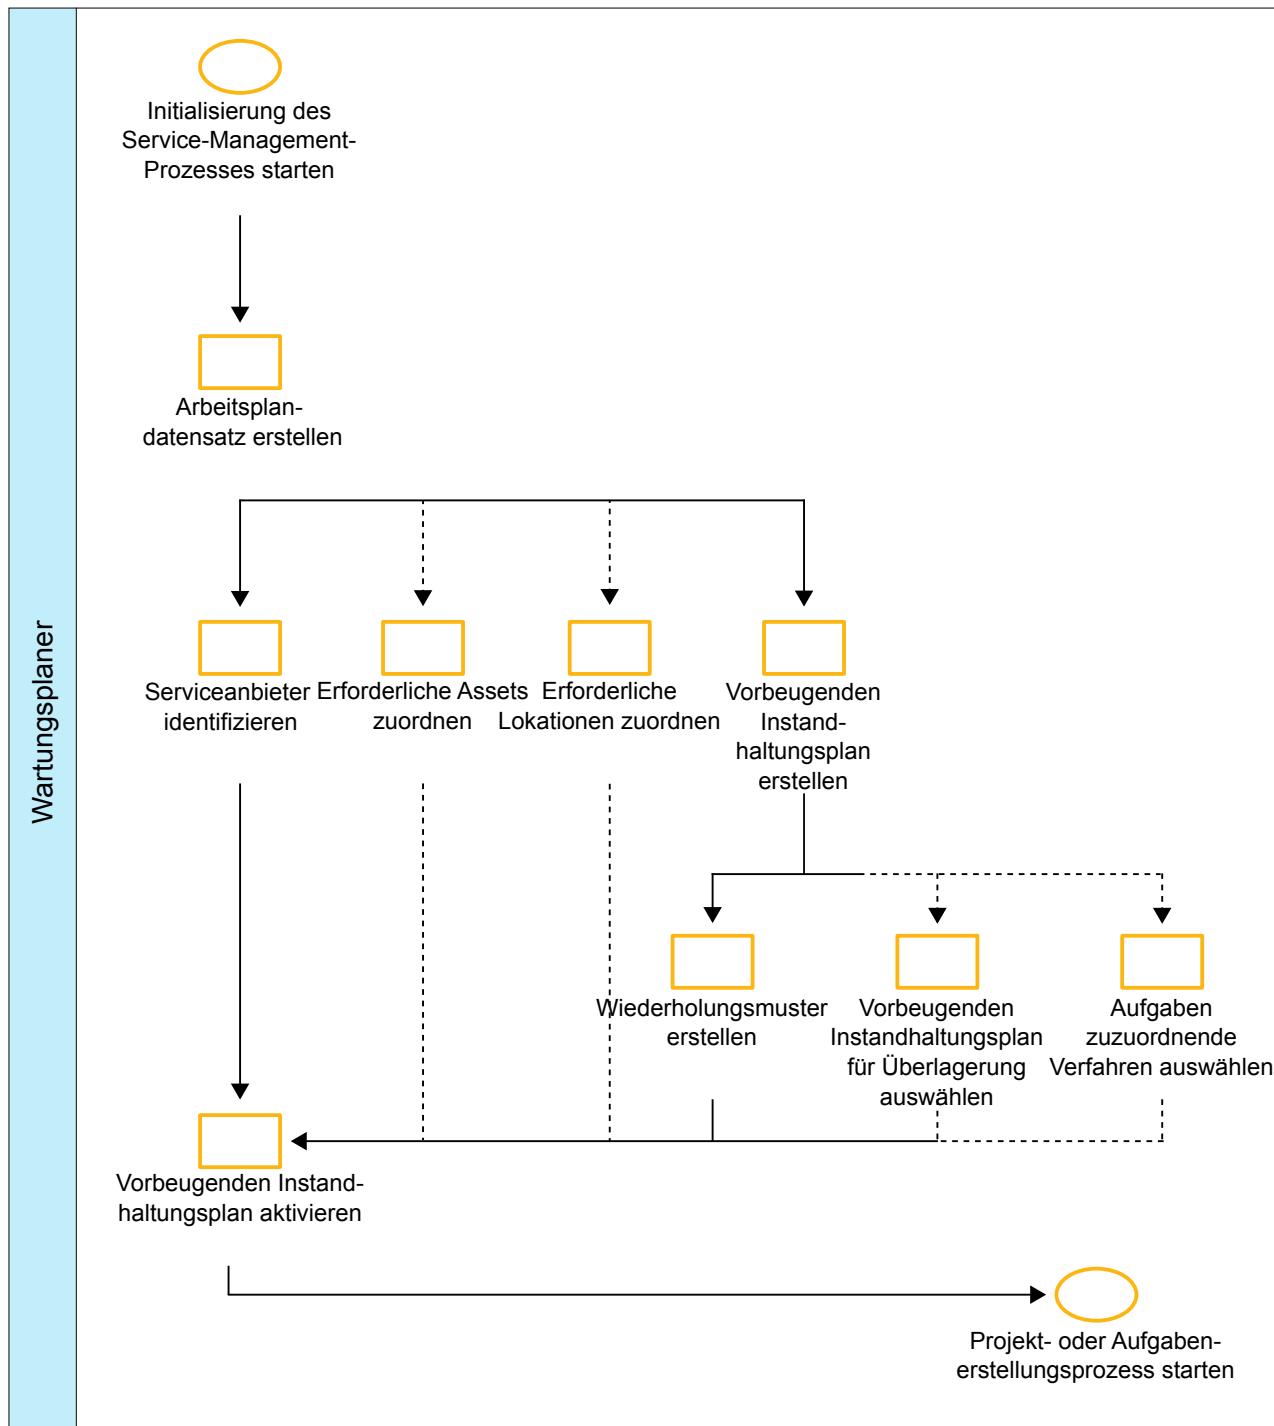 Wartungsplaner
Initialisierung des
Service-Management-
Prozesses starten
Arbeitsplan-
datensatz erstellen
Serviceanbieter
identifizieren
Erforderliche Assets
zuordnen
Erforderliche
Lokationen zuordnen
Vorbeugenden
Instand-
haltungsplan
erstellen
Wiederholungsmuster
erstellen
Vorbeugenden
Instandhaltungsplan
für Überlagerung
auswählen
Aufgaben
zuzuordnende
Verfahren auswählen
Vorbeugenden Instand-
haltungsplan aktivieren
Projekt- oder Aufgaben-
erstellungsprozess starten